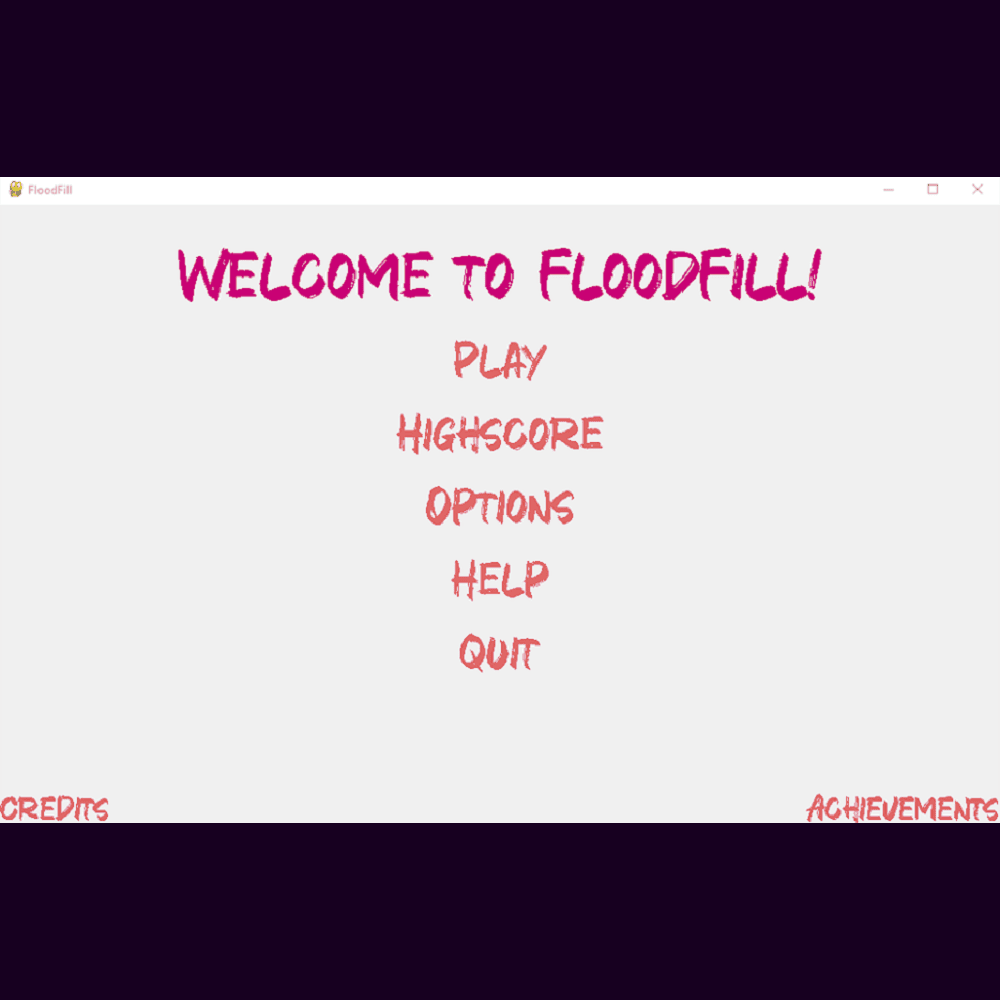 FloodFill
Welcome to FloodFill!
Play
Highscore
Options
Help
Quit
Credits
Achievements